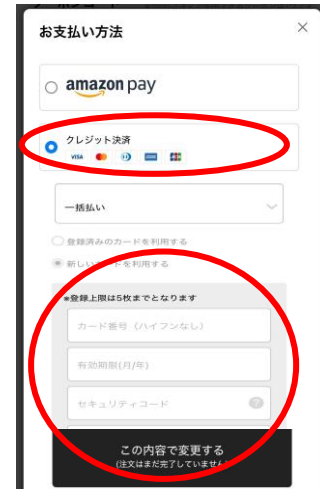 お支払い方法
amazon pay
クレジット決済
VISA
一括払い
登録済みのカードを利用する
新しいカードを利用する
*登録上限は5枚までとなります
カード番号（ハイフンなし）
有効期限(月/年)
セキュリティコード
この内容で変更する
(注文はまだ完了していません)